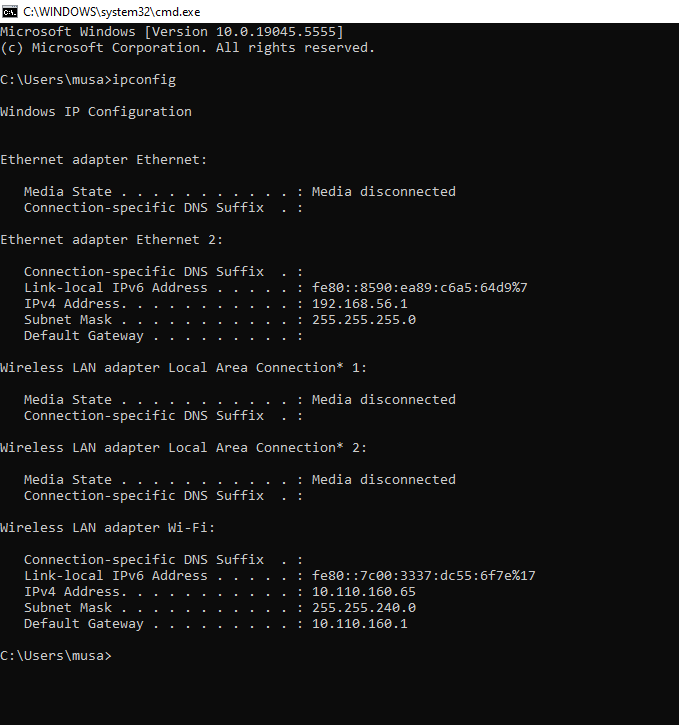 C:\WINDOWS\system32\cmd.exe
Microsoft Windows [Version 10.0.19045.5555]
(c) Microsoft Corporation. All rights reserved.
C:\Users\musa>ipconfig
Windows IP Configuration
Ethernet adapter Ethernet:
   Media State . . . . . . . . . . . : Media disconnected
   Connection-specific DNS Suffix  . :
Ethernet adapter Ethernet 2:
   Connection-specific DNS Suffix  . :
   Link-local IPv6 Address . . . . . : fe80::8590:ea89:c6a5:64d9%7
   IPv4 Address. . . . . . . . . . . : 192.168.56.1
   Subnet Mask . . . . . . . . . . . : 255.255.255.0
   Default Gateway . . . . . . . . . :
Wireless LAN adapter Local Area Connection* 1:
   Media State . . . . . . . . . . . : Media disconnected
   Connection-specific DNS Suffix  . :
Wireless LAN adapter Local Area Connection* 2:
   Media State . . . . . . . . . . . : Media disconnected
   Connection-specific DNS Suffix  . :
Wireless LAN adapter Wi-Fi:
   Connection-specific DNS Suffix  . :
   Link-local IPv6 Address . . . . . : fe80::7c00:3337:dc55:6f7e%17
   IPv4 Address. . . . . . . . . . . : 10.110.160.65
   Subnet Mask . . . . . . . . . . . : 255.255.240.0
   Default Gateway . . . . . . . . . : 10.110.160.1
C:\Users\musa>